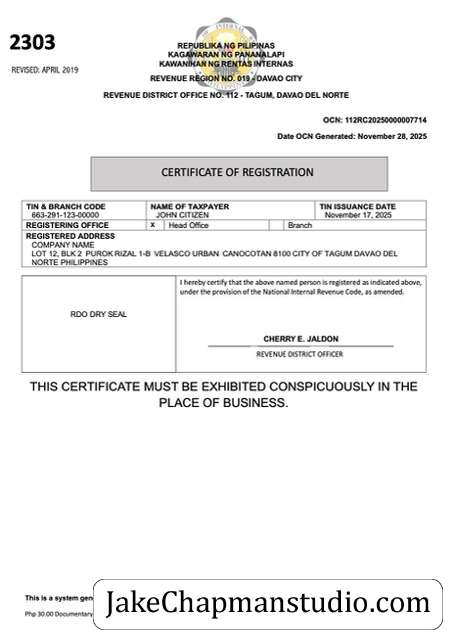 2303
REVISED: APRIL 2019
REPUBLIKA NG PILIPINAS
KAGAWARAN NG PANANALAPI
KAWANIHAN NG RENTAS INTERNAS
REVENUE REGION NO. 019 - DAVAO CITY
REVENUE DISTRICT OFFICE NO. 112 - TAGUM, DAVAO DEL NORTE
OCN: 112RC20250000007714
Date OCN Generated: November 28, 2025
CERTIFICATE OF REGISTRATION
TIN & BRANCH CODE NAME OF TAXPAYER TIN ISSUANCE DATE
663-291-123-00000 JOHN CITIZEN November 17, 2025
REGISTERING OFFICE x Head Office Branch
REGISTERED ADDRESS
COMPANY NAME
LOT 12, BLK 2 PUROK RIZAL 1-B VELASCO URBAN CANOCOTAN 8100 CITY OF TAGUM DAVAO DEL
NORTE PHILIPPINES
I hereby certify that the above named person is registered as indicated above,
under the provision of the National Internal Revenue Code, as amended.
RDO DRY SEAL
CHERRY E. JALDON
REVENUE DISTRICT OFFICER
THIS CERTIFICATE MUST BE EXHIBITED CONSPICUOUSLY IN THE
PLACE OF BUSINESS.
This is a system gen
Php 30.00 Documentary
JakeChapmanstudio.com